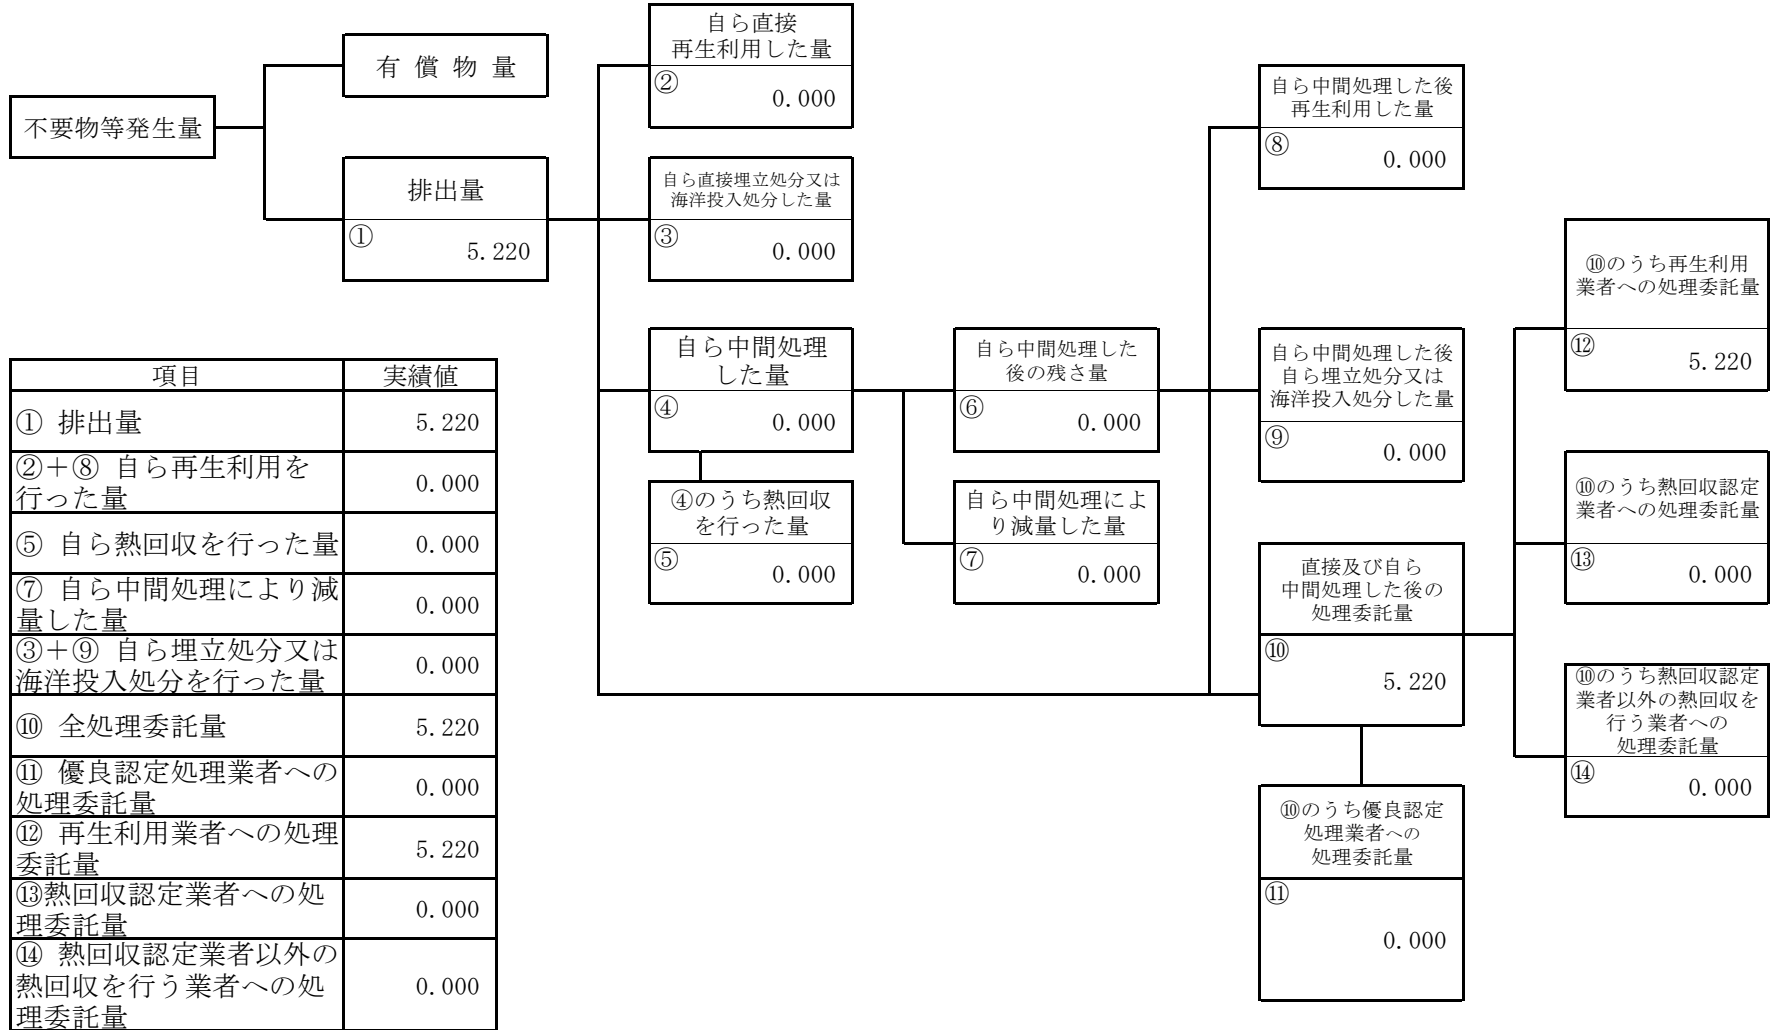 不要物等発生量
有 償 物 量
排出量
① 5.220
自ら直接
再生利用した量
② 0.000
自ら直接埋立処分又は
海洋投入処分した量
③ 0.000
自ら中間処理
した量
④ 0.000
④のうち熱回収
を行った量
⑤ 0.000
自ら中間処理した
後の残さ量
⑥ 0.000
自ら中間処理によ
り減量した量
⑦ 0.000
自ら中間処理した後
再生利用した量
⑧ 0.000
自ら中間処理した後
自ら埋立処分又は
海洋投入処分した量
⑨ 0.000
直接及び自ら
中間処理した後の
処理委託量
⑩ 5.220
⑩のうち優良認定
処理業者への
処理委託量
⑪ 0.000
⑩のうち再生利用
業者への処理委託量
⑫ 5.220
⑩のうち熱回収認定
業者への処理委託量
⑬ 0.000
⑩のうち熱回収認定
業者以外の熱回収を
行う業者への
処理委託量
⑭ 0.000
項目 実績値
① 排出量 5.220
②＋⑧ 自ら再生利用を
行った量 0.000
⑤ 自ら熱回収を行った量 0.000
⑦ 自ら中間処理により減
量した量 0.000
③＋⑨ 自ら埋立処分又は
海洋投入処分を行った量 0.000
⑩ 全処理委託量 5.220
⑪ 優良認定処理業者への
処理委託量 0.000
⑫ 再生利用業者への処理
委託量 5.220
⑬熱回収認定業者への処
理委託量 0.000
⑭ 熱回収認定業者以外の
熱回収を行う業者への処
理委託量 0.000